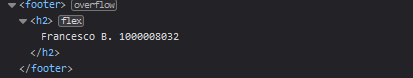 <footer> overflow
<h2> flex
Francesco B. 1000008032
</h2>
</footer>